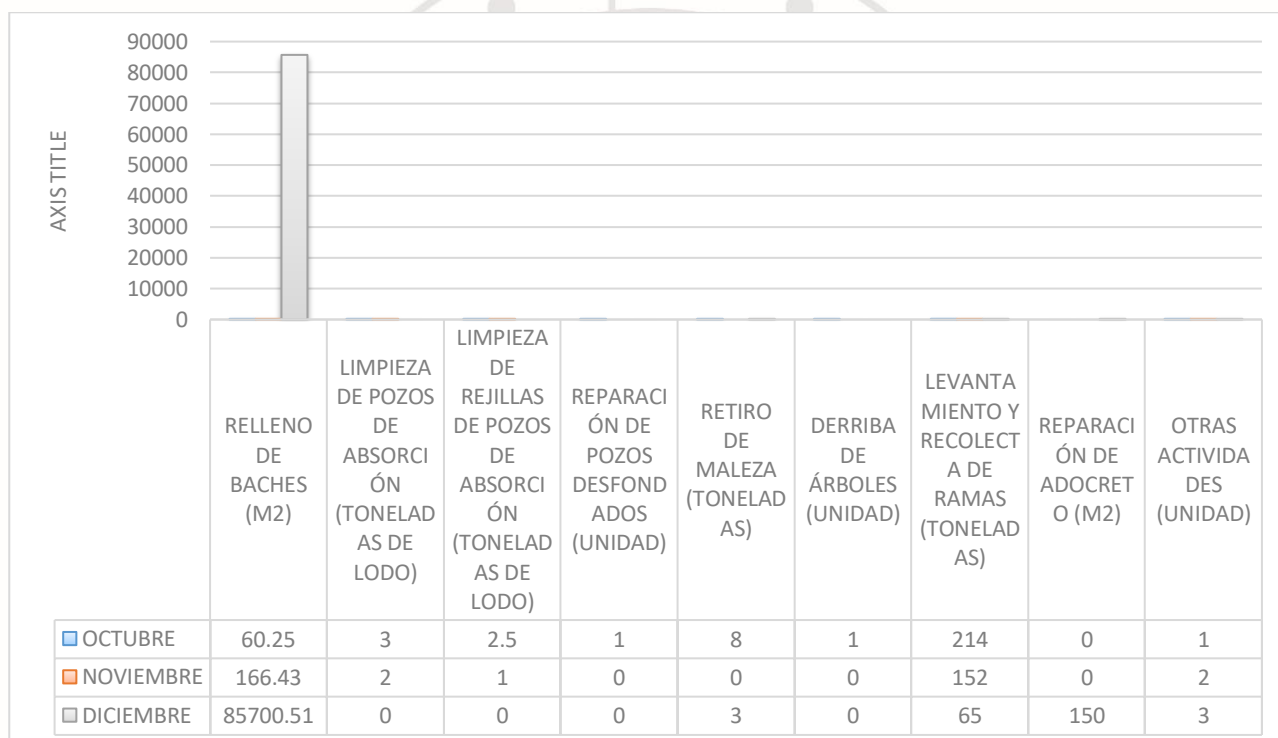 90000
80000
70000
60000
50000
40000
30000
20000
10000
0
AXIS TITLE
RELLENO
DE
BACHES
(M2)
LIMPIEZA
DE POZOS
DE
ABSORCI
ÓN
(TONELAD
AS DE
LODO)
LIMPIEZA
DE
REJILLAS
DE POZOS
DE
ABSORCI
ÓN
(TONELAD
AS DE
LODO)
REPARACI
ÓN DE
POZOS
DESFOND
ADOS
(UNIDAD)
RETIRO
DE
MALEZA
(TONELAD
AS)
DERRIBA
DE
ÁRBOLES
(UNIDAD)
LEVANTA
MIENTO Y
RECOLECT
A DE
RAMAS
(TONELAD
AS)
REPARACI
ÓN DE
ADOCRET
O (M2)
OTRAS
ACTIVIDA
DES
(UNIDAD)
OCTUBRE 60.25 3 2.5 1 8 1 214 0 1
NOVIEMBRE 166.43 2 1 0 0 0 152 0 2
DICIEMBRE 85700.51 0 0 0 3 0 65 150 3